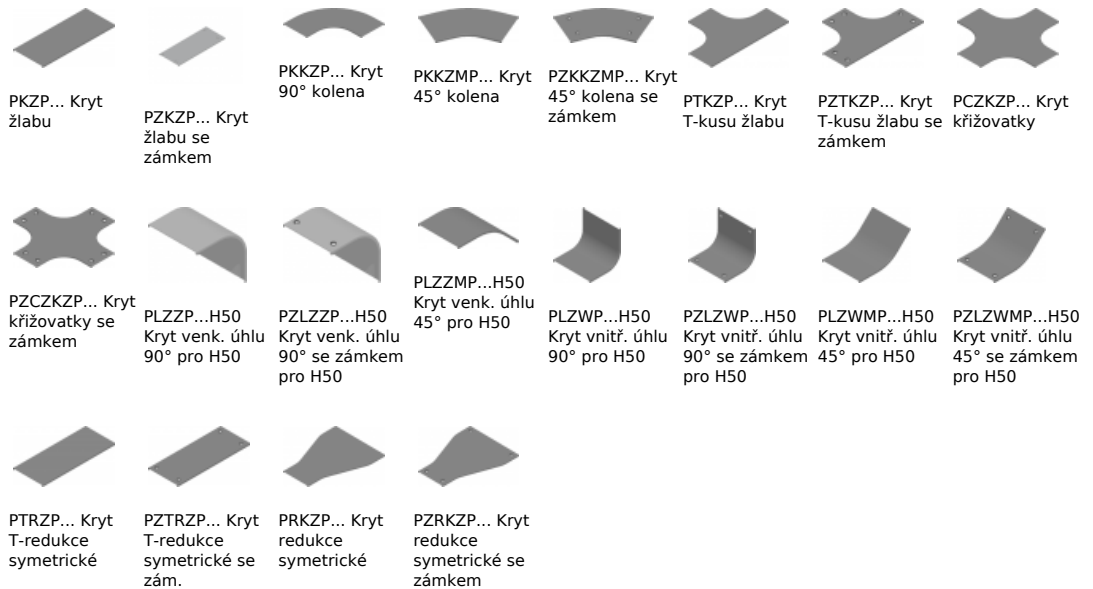 PKZP... Kryt
žlabu
PZKZP... Kryt
žlabu se
zámkem
PKKZP... Kryt
90° kolena
PKKZMP... Kryt
45° kolena
PZKKZMP... Kryt
45° kolena se
zámkem
PTKZP... Kryt
T-kusu žlabu
PZTKZP... Kryt
T-kusu žlabu se
zámkem
PCZKZP... Kryt
křižovatky
PZCZKZP... Kryt
křižovatky se
zámkem
PLZZP...H50
Kryt venk. úhlu
90° pro H50
PZLZZP...H50
Kryt venk. úhlu
90° se zámkem
pro H50
PLZZMP...H50
Kryt venk. úhlu
45° pro H50
PLZWP...H50
Kryt vnitř. úhlu
90° pro H50
PZLZWP...H50
Kryt vnitř. úhlu
90° se zámkem
pro H50
PLZWMP...H50
Kryt vnitř. úhlu
45° pro H50
PZLZWMP...H50
Kryt vnitř. úhlu
45° se zámkem
pro H50
PTRZP... Kryt
T-redukce
symetrické
PZTRZP... Kryt
T-redukce
symetrické se
zám.
PRKZP... Kryt
redukce
symetrické
PZRKZP... Kryt
redukce
symetrické se
zámkem